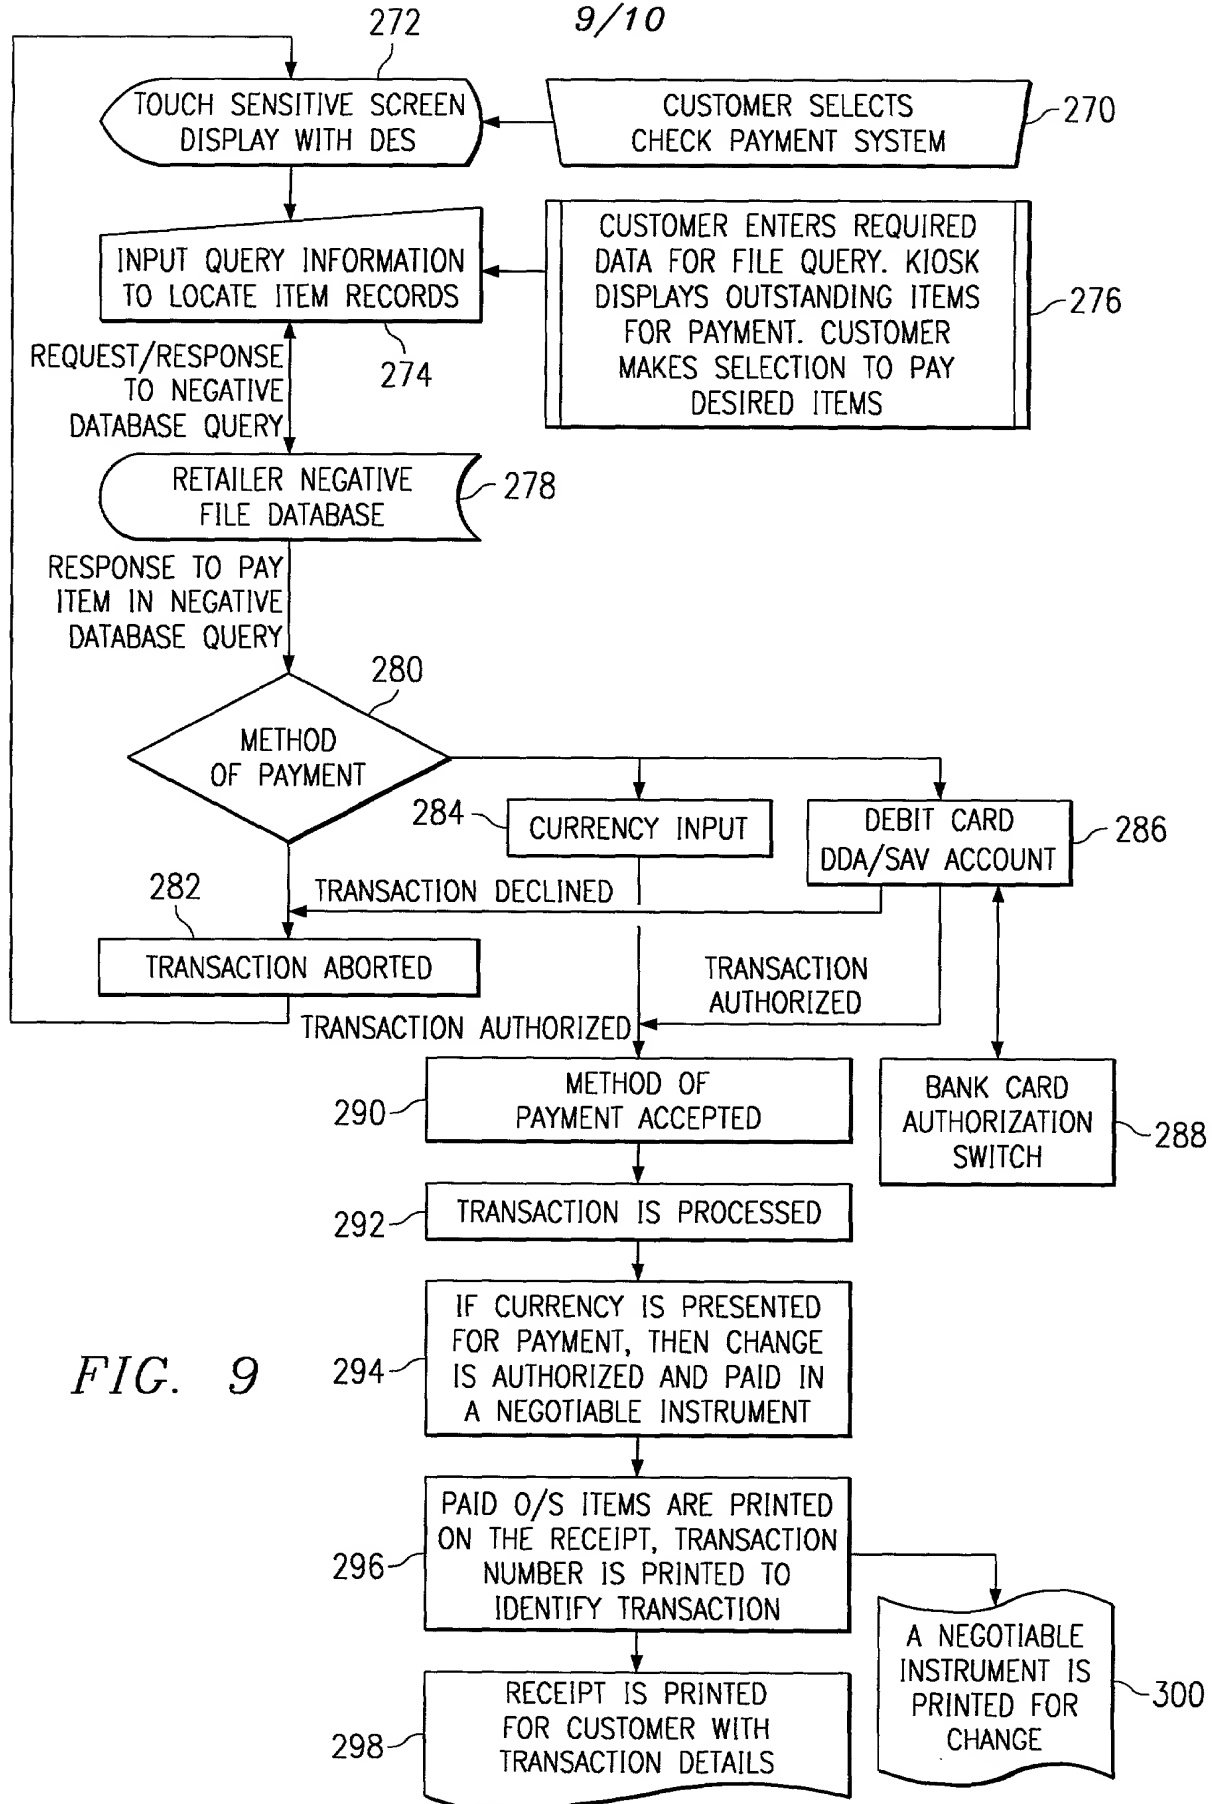 9/10
272
TOUCH SENSITIVE SCREEN
DISPLAY WITH DES
CUSTOMER SELECTS
CHECK PAYMENT SYSTEM
270
INPUT QUERY INFORMATION
TO LOCATE ITEM RECORDS
274
CUSTOMER ENTERS REQUIRED
DATA FOR FILE QUERY. KIOSK
DISPLAYS OUTSTANDING ITEMS
FOR PAYMENT. CUSTOMER
MAKES SELECTION TO PAY
DESIRED ITEMS
276
REQUEST/RESPONSE
TO NEGATIVE
DATABASE QUERY
RETAILER NEGATIVE
FILE DATABASE
278
RESPONSE TO PAY
ITEM IN NEGATIVE
DATABASE QUERY
280
METHOD
OF PAYMENT
284
CURRENCY INPUT
DEBIT CARD
DDA/SAV ACCOUNT
286
282
TRANSACTION DECLINED
TRANSACTION ABORTED
TRANSACTION
AUTHORIZED
TRANSACTION AUTHORIZED
290
METHOD OF
PAYMENT ACCEPTED
BANK CARD
AUTHORIZATION
SWITCH
288
292
TRANSACTION IS PROCESSED
294
IF CURRENCY IS PRESENTED
FOR PAYMENT, THEN CHANGE
IS AUTHORIZED AND PAID IN
A NEGOTIABLE INSTRUMENT
FIG. 9
296
PAID O/S ITEMS ARE PRINTED
ON THE RECEIPT, TRANSACTION
NUMBER IS PRINTED TO
IDENTIFY TRANSACTION
A NEGOTIABLE
INSTRUMENT IS
PRINTED FOR
CHANGE
300
298
RECEIPT IS PRINTED
FOR CUSTOMER WITH
TRANSACTION DETAILS